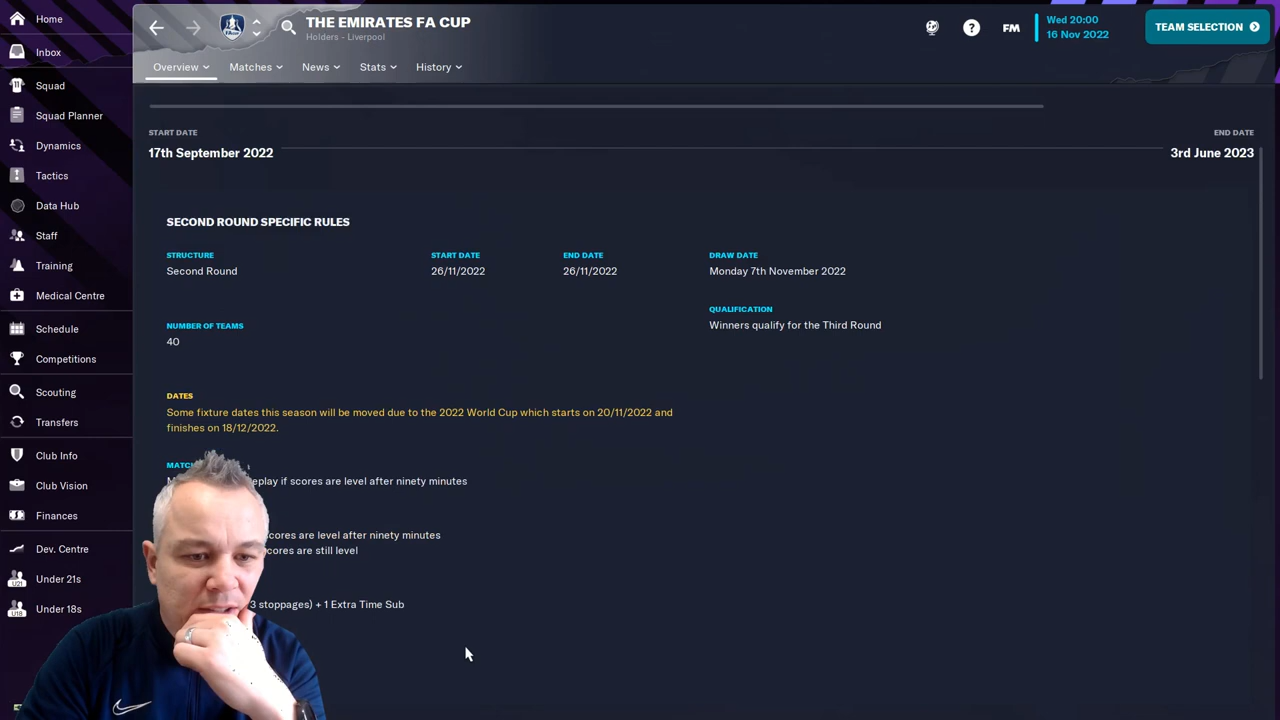 Home
Inbox
Squad
Squad Planner
Dynamics
Tactics
Data Hub
Staff
Training
Medical Centre
Schedule
Competitions
Scouting
Transfers
Club Info
Club Vision
Finances
Dev. Centre
Under 21s
Under 18s
THE EMIRATES FA CUP
Holders - Liverpool
FM
Wed 20:00
16 Nov 2022
TEAM SELECTION
Overview
Matches
News
Stats
History
START DATE
17th September 2022
END DATE
3rd June 2023
SECOND ROUND SPECIFIC RULES
STRUCTURE
Second Round
START DATE
26/11/2022
END DATE
26/11/2022
DRAW DATE
Monday 7th November 2022
QUALIFICATION
Winners qualify for the Third Round
NUMBER OF TEAMS
40
DATES
Some fixture dates this season will be moved due to the 2022 World Cup which starts on 20/11/2022 and
finishes on 18/12/2022.
if scores are level after ninety minutes
are level after ninety minutes
are still level
3 stoppages) + 1 Extra Time Sub